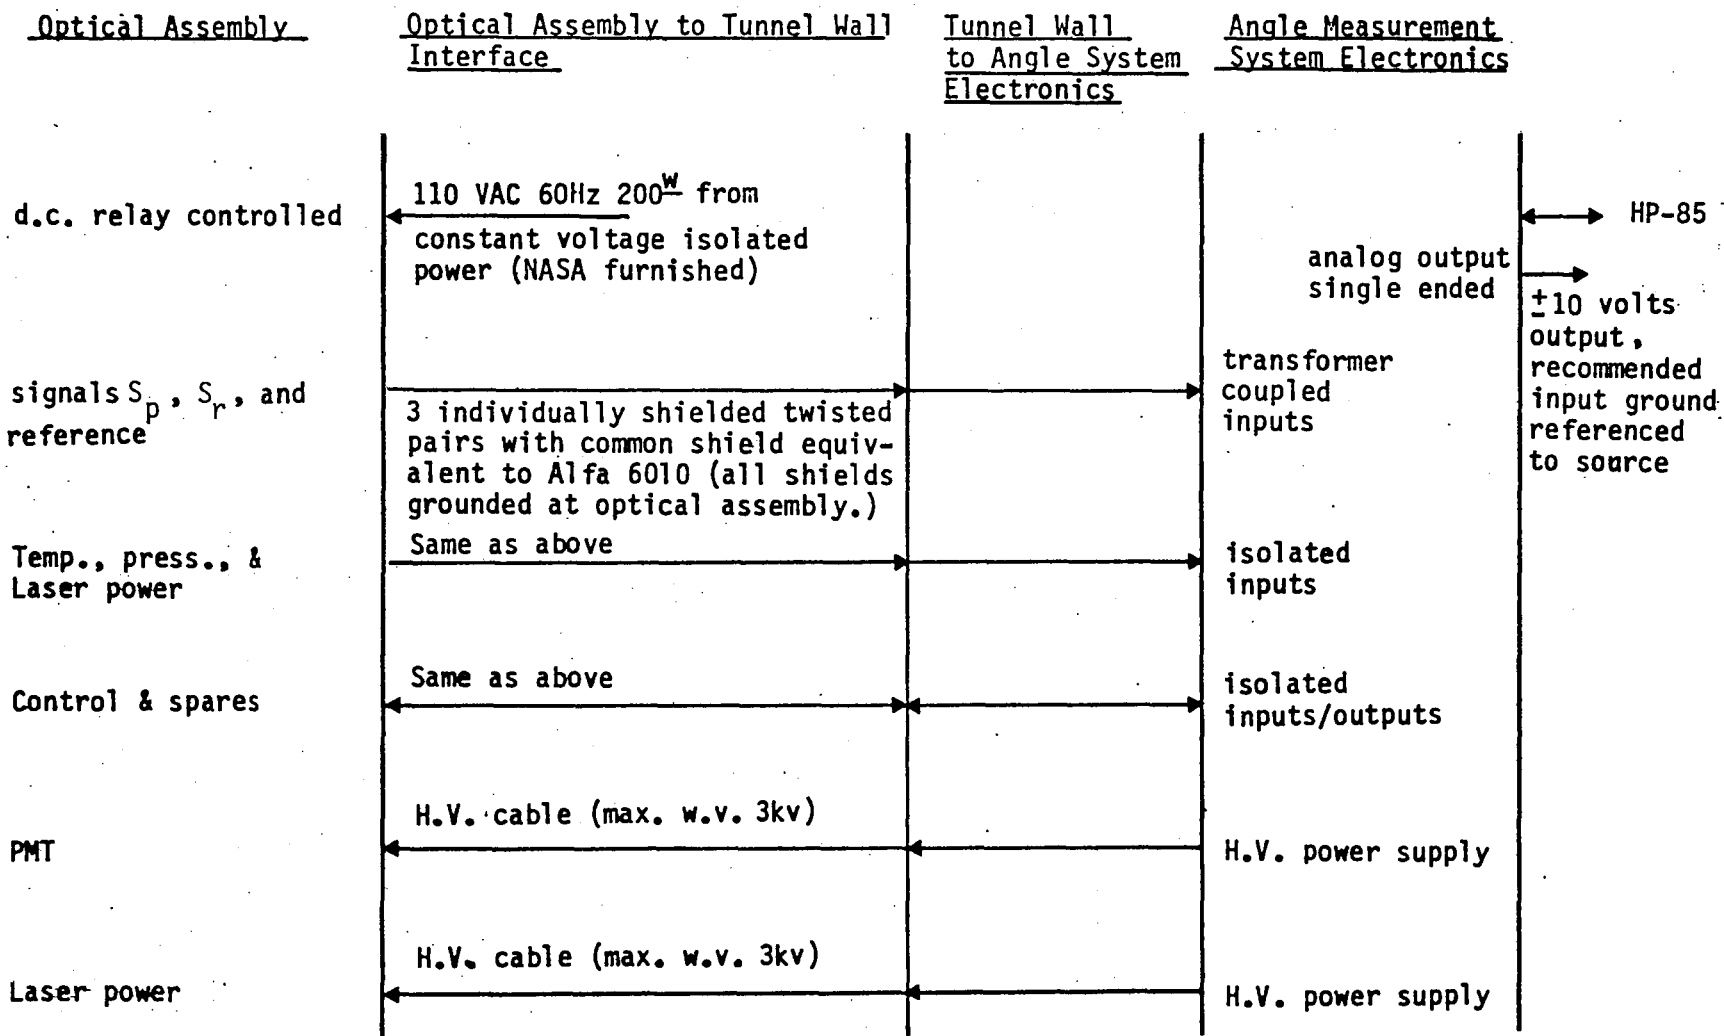 Optical Assembly
Optical Assembly to Tunnel Wall
Interface
Tunnel Wall
to Angle System
Electronics
Angle Measurement
System Electronics
d.c. relay controlled
110 VAC 60Hz 200W from
constant voltage isolated
power (NASA furnished)
HP-85
analog output
single ended
±10 volts
output,
recommended
input ground
referenced
to source
signals Sp, Sr, and
reference
3 individually shielded twisted
pairs with common shield equiv-
alent to Alfa 6010 (all shields
grounded at optical assembly.)
transformer
coupled
inputs
Temp., press., &
Laser power
Same as above
isolated
inputs
Control & spares
Same as above
isolated
inputs/outputs
PMT
H.V. cable (max. w.v. 3kv)
H.V. power supply
Laser power
H.V. cable (max. w.v. 3kv)
H.V. power supply